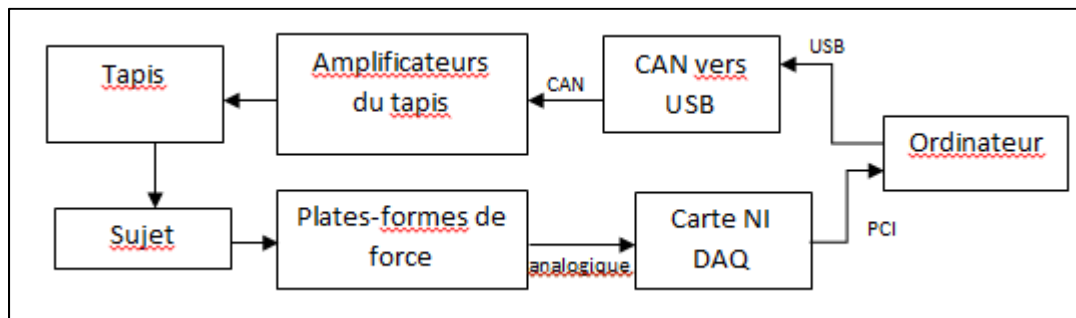 Tapis
Amplificateurs
du tapis
CAN
CAN vers
USB
USB
Ordinateur
Sujet
Plates-formes de
force
analogique
Carte NI
DAQ
PCI